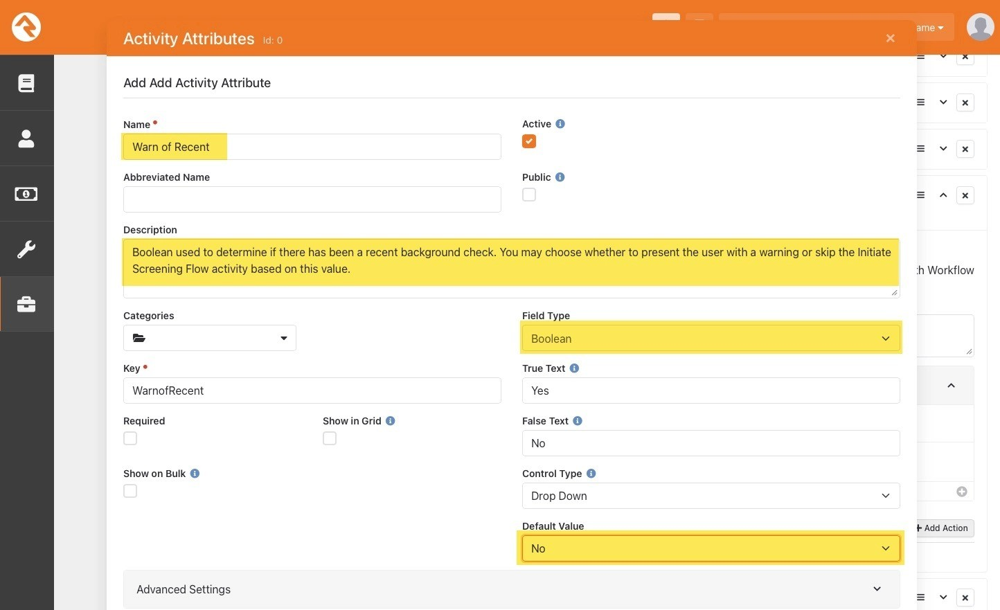 Activity Attributes Id: 0
ame
Add Add Activity Attribute
Name
Warn of Recent
Active
Abbreviated Name
Public
Description
Boolean used to determine if there has been a recent background check. You may choose whether to present the user with a warning or skip the Initiate
Screening Flow activity based on this value.
th Workflow
Categories
Field Type
Boolean
Key
WarnofRecent
True Text
Yes
Required
Show in Grid
False Text
No
Show on Bulk
Control Type
Drop Down
Default Value
No
Add Action
Advanced Settings